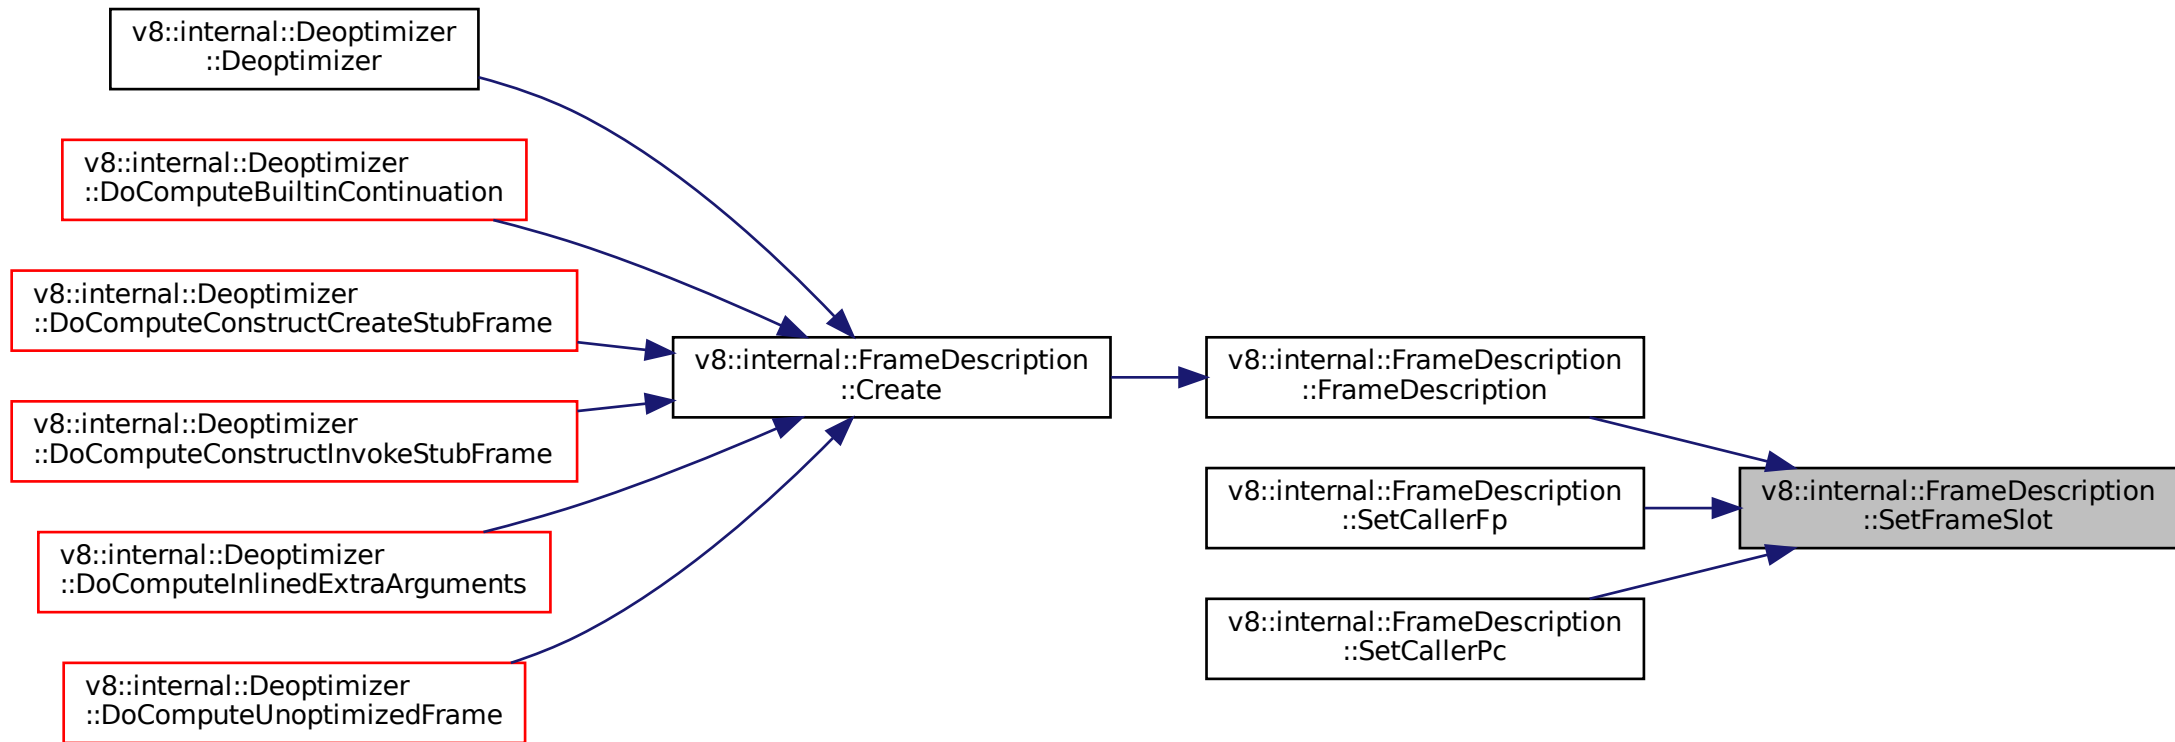 v8::internal::Deoptimizer
::Deoptimizer
v8::internal::Deoptimizer
::DoComputeBuiltinContinuation
v8::internal::Deoptimizer
::DoComputeConstructCreateStubFrame
v8::internal::Deoptimizer
::DoComputeConstructInvokeStubFrame
v8::internal::Deoptimizer
::DoComputeInlinedExtraArguments
v8::internal::Deoptimizer
::DoComputeUnoptimizedFrame
v8::internal::FrameDescription
::Create
v8::internal::FrameDescription
::FrameDescription
v8::internal::FrameDescription
::SetCallerFp
v8::internal::FrameDescription
::SetCallerPc
v8::internal::FrameDescription
::SetFrameSlot